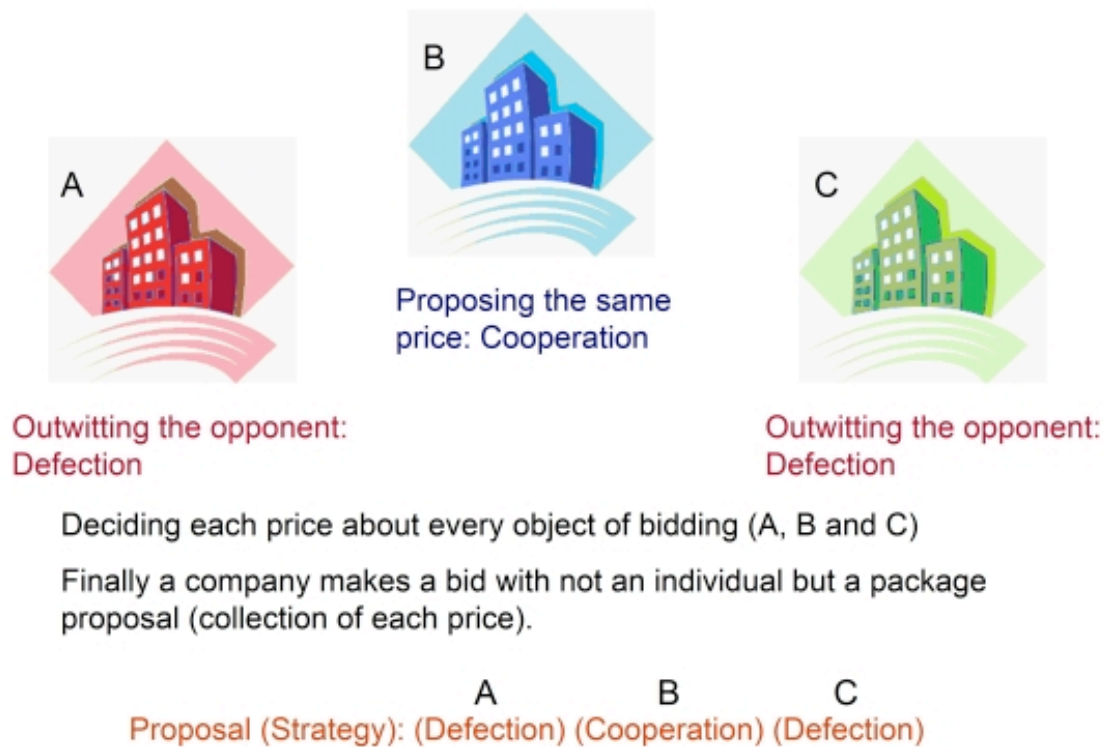 B
A
C
Proposing the same
price: Cooperation
Outwitting the opponent:
Defection
Outwitting the opponent:
Defection
Deciding each price about every object of bidding (A, B and C)
Finally a company makes a bid with not an individual but a package
proposal (collection of each price).
A B C
Proposal (Strategy): (Defection) (Cooperation) (Defection)